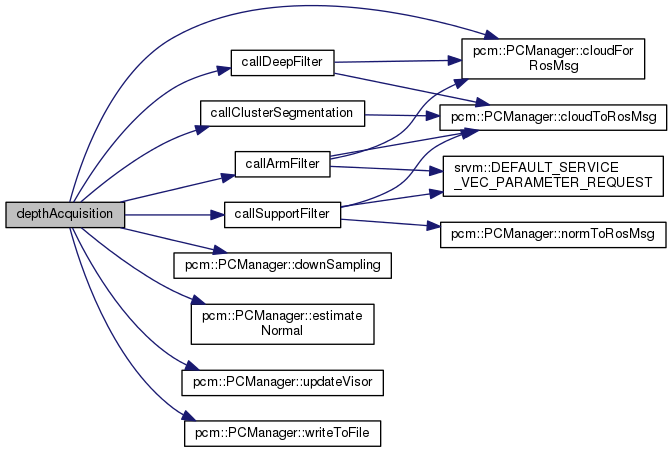 depthAcquisition
callDeepFilter
callClusterSegmentation
callArmFilter
callSupportFilter
pcm::PCManager::downSampling
pcm::PCManager::estimate
Normal
pcm::PCManager::updateVisor
pcm::PCManager::writeToFile
pcm::PCManager::cloudFor
RosMsg
pcm::PCManager::cloudToRosMsg
srvm::DEFAULT_SERVICE
_VEC_PARAMETER_REQUEST
pcm::PCManager::normToRosMsg